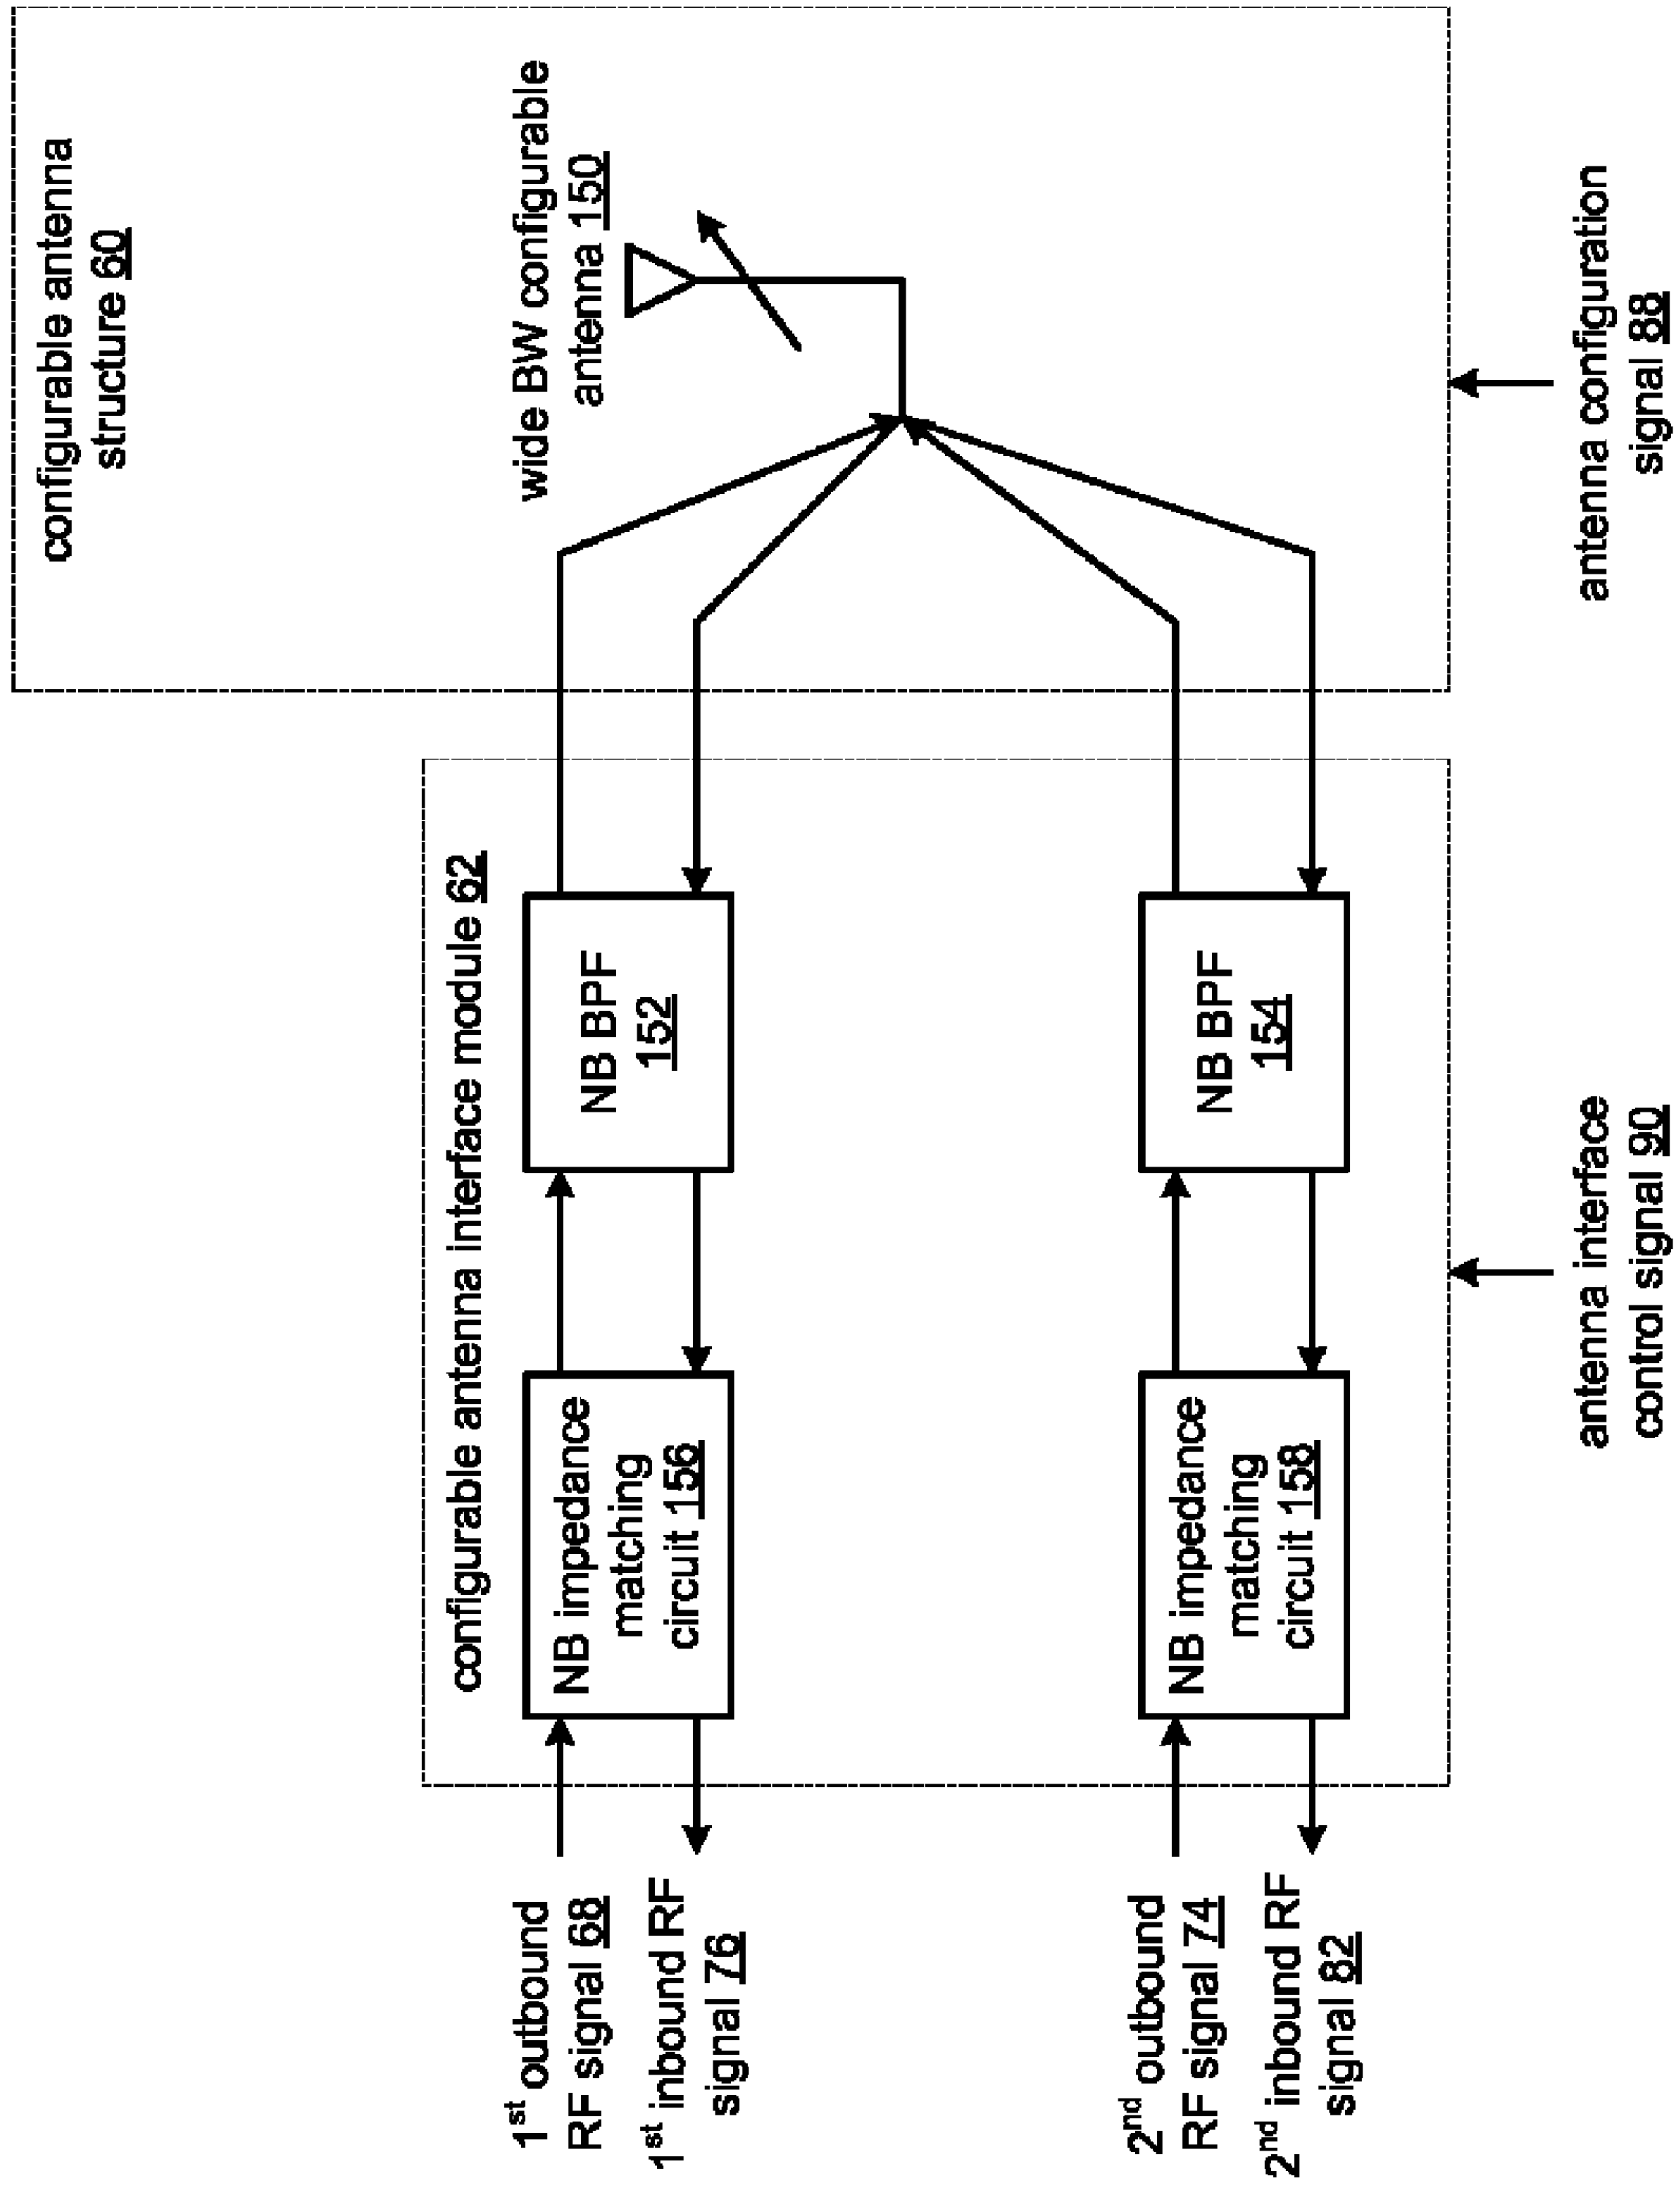 configurable antenna
structure 60
wide BW configurable
antenna 150
configurable antenna interface module 62
1st outbound
RF signal 68
1st inbound RF
signal 76
NB impedance
matching
circuit 156
NB BPF
152
2nd outbound
RF signal 74
2nd inbound RF
signal 82
NB impedance
matching
circuit 158
NB BPF
154
antenna interface
control signal 90
antenna configuration
signal 88